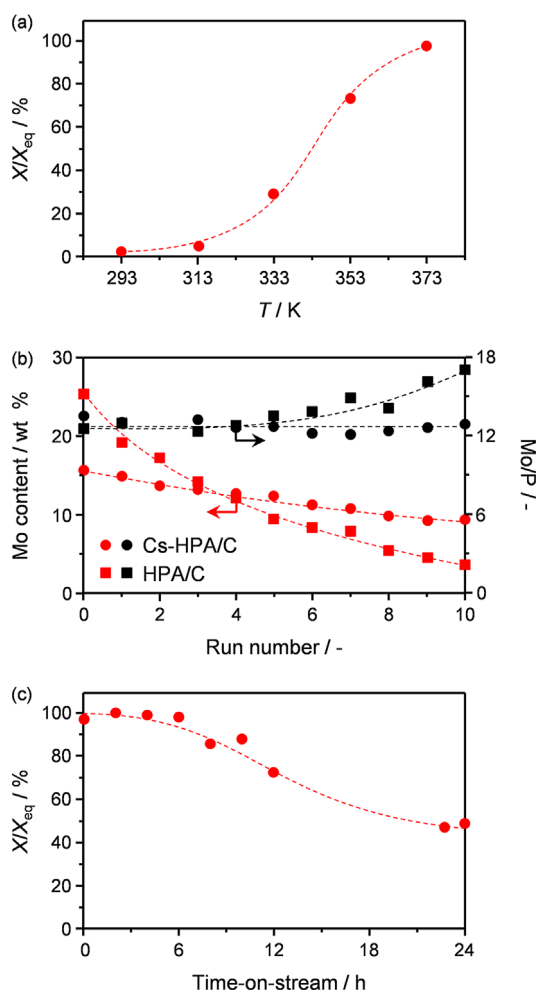 (a)
100
80
60
40
20
0
X/Xeq / %
293 313 333 353 373
T / K
(b)
30
20
10
0
Mo content / wt %
18
12
6
0
Mo/P / -
Cs-HPA/C
HPA/C
0 2 4 6 8 10
Run number / -
(c)
100
80
60
40
20
0
X/Xeq / %
0 6 12 18 24
Time-on-stream / h